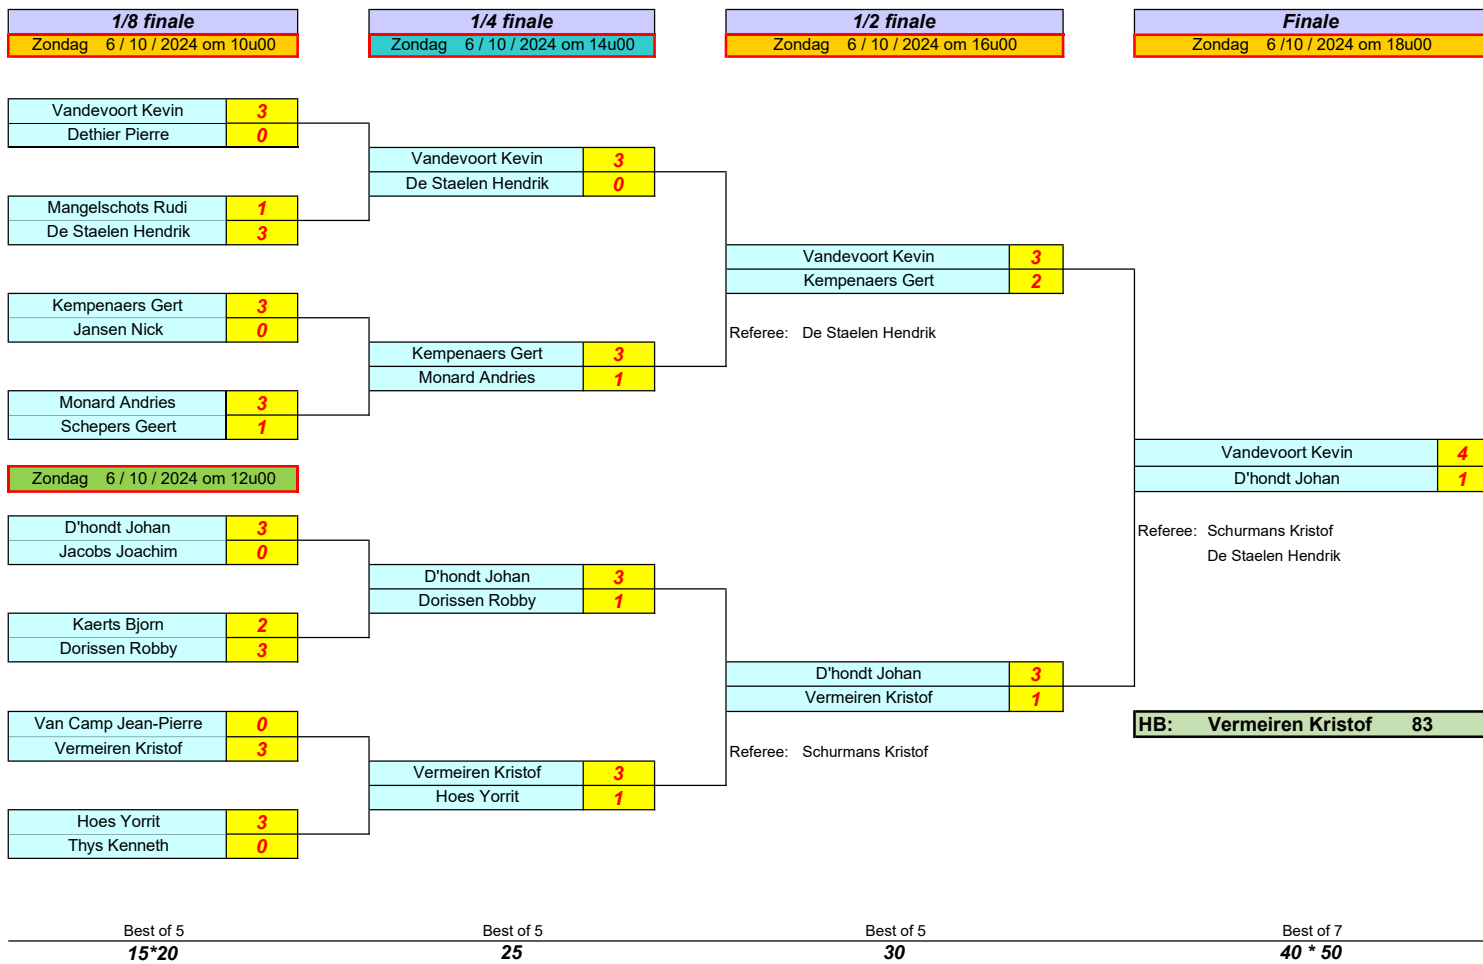 1/8 finale
Zondag 6 / 10 / 2024 om 10u00
Vandevoort Kevin 3
Dethier Pierre 0
Mangelschots Rudi 1
De Staelen Hendrik 3
Kempenaers Gert 3
Jansen Nick 0
Monard Andries 3
Schepers Geert 1
Zondag 6 / 10 / 2024 om 12u00
D'hondt Johan 3
Jacobs Joachim 0
Kaerts Bjorn 2
Dorissen Robby 3
Van Camp Jean-Pierre 0
Vermeiren Kristof 3
Hoes Yorrit 3
Thys Kenneth 0
Best of 5
15*20
1/4 finale
Zondag 6 / 10 / 2024 om 14u00
Vandevoort Kevin 3
De Staelen Hendrik 0
Kempenaers Gert 3
Monard Andries 1
D'hondt Johan 3
Dorissen Robby 1
Vermeiren Kristof 3
Hoes Yorrit 1
Best of 5
25
1/2 finale
Zondag 6 / 10 / 2024 om 16u00
Vandevoort Kevin 3
Kempenaers Gert 2
Referee: De Staelen Hendrik
D'hondt Johan 3
Vermeiren Kristof 1
Referee: Schurmans Kristof
Best of 5
30
Finale
Zondag 6 /10 / 2024 om 18u00
Vandevoort Kevin 4
D'hondt Johan 1
Referee: Schurmans Kristof
De Staelen Hendrik
HB: Vermeiren Kristof 83
Best of 7
40 * 50